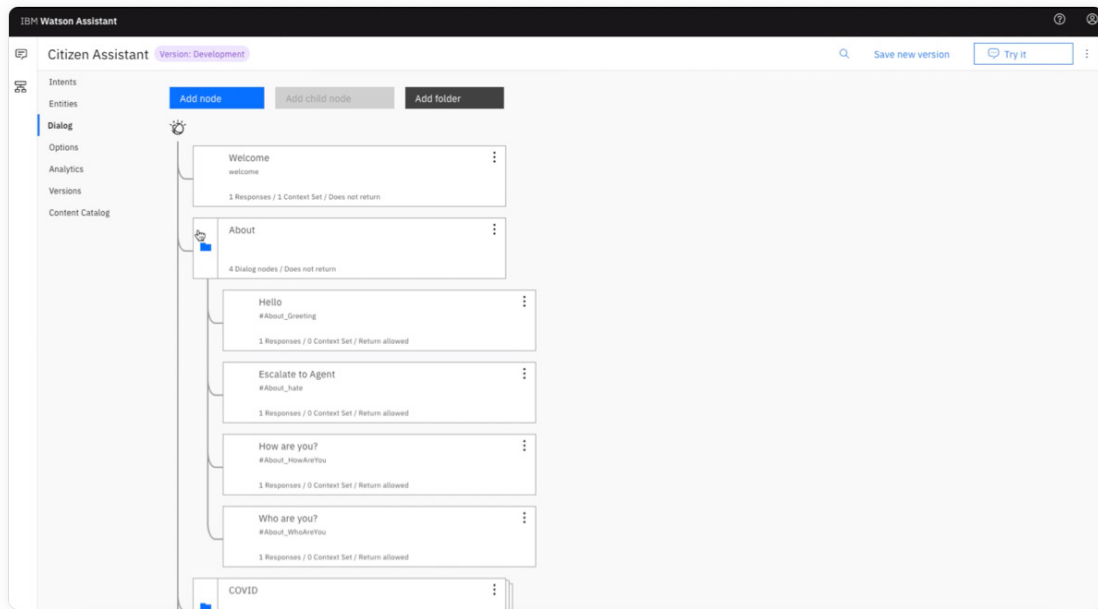 IBM Watson Assistant
Citizen Assistant Version: Development
Save new version
Try it
Intents
Entities
Dialog
Options
Analytics
Versions
Content Catalog
Add node
Add child node
Add folder
Welcome
welcome
1 Responses / 1 Context Set / Does not return
About
4 Dialog nodes / Does not return
Hello
#About_Greeting
1 Responses / 0 Context Set / Return allowed
Escalate to Agent
#About_hate
1 Responses / 0 Context Set / Return allowed
How are you?
#About_HowAreYou
1 Responses / 0 Context Set / Return allowed
Who are you?
#About_WhoAreYou
1 Responses / 0 Context Set / Return allowed
COVID